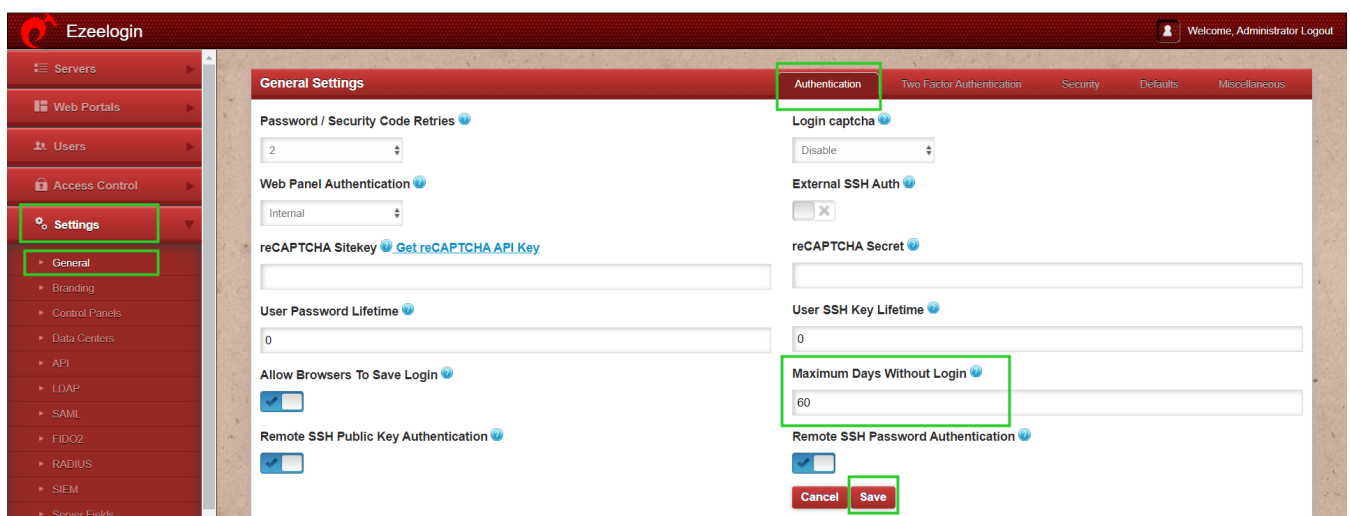 Ezeelogin
Welcome, Administrator Logout
Servers
Web Portals
Users
Access Control
Settings
General
Branding
Control Panels
Data Centers
API
LDAP
SAML
FIDO2
RADIUS
SIEM
Server Fields
General Settings
Authentication
Two Factor Authentication
Security
Defaults
Miscellaneous
Password / Security Code Retries
2
Login captcha
Disable
Web Panel Authentication
Internal
External SSH Auth
reCAPTCHA Sitekey Get reCAPTCHA API Key
reCAPTCHA Secret
User Password Lifetime
0
User SSH Key Lifetime
0
Allow Browsers To Save Login
Maximum Days Without Login
60
Remote SSH Public Key Authentication
Remote SSH Password Authentication
Cancel
Save